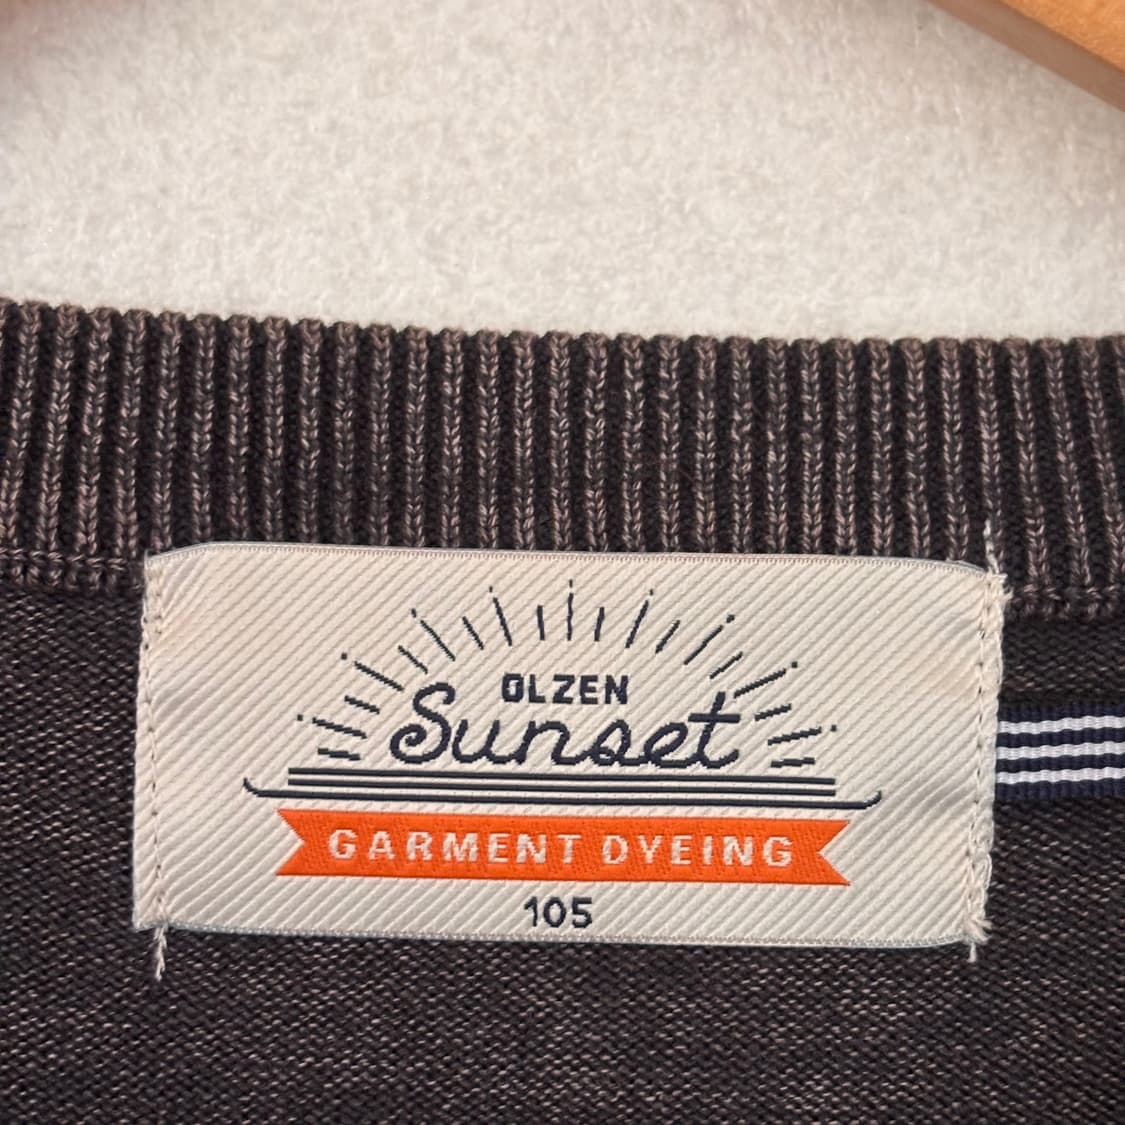 OLZEN
Sunset
GARMENT DYEING
105